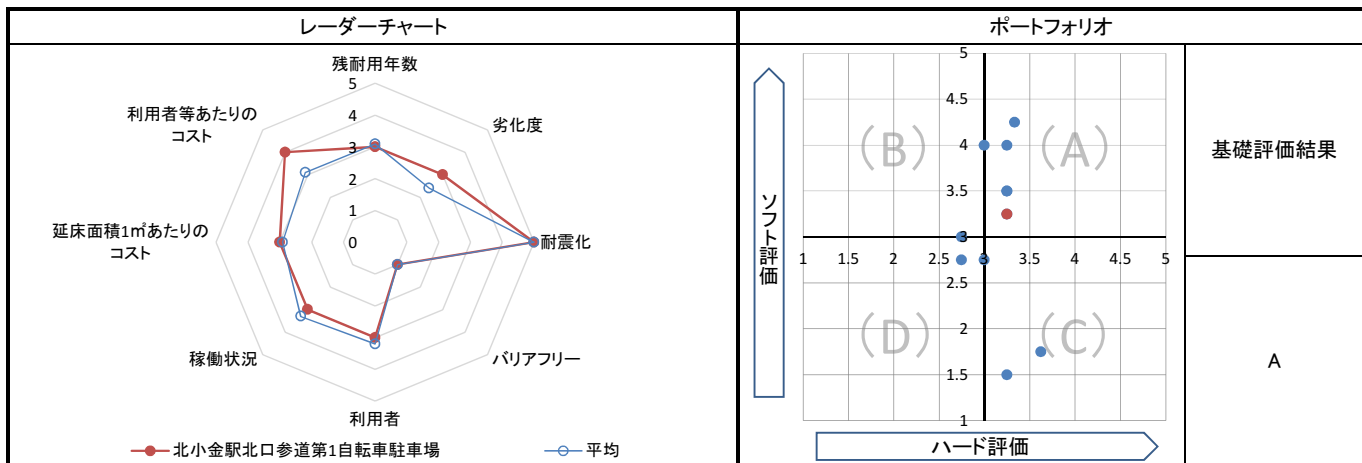 レーダーチャート
残耐用年数
劣化度
耐震化
バリアフリー
利用者
稼働状況
延床面積1㎡あたりの
コスト
利用者等あたりの
コスト
5
4
3
2
1
0
北小金駅北口参道第1自転車駐車場
平均
ポートフォリオ
ソフト評価
5
4.5
4
3.5
3
2.5
2
1.5
1
1 1.5 2 2.5 3 3.5 4 4.5 5
(B)
(A)
(D)
(C)
ハード評価
基礎評価結果
A